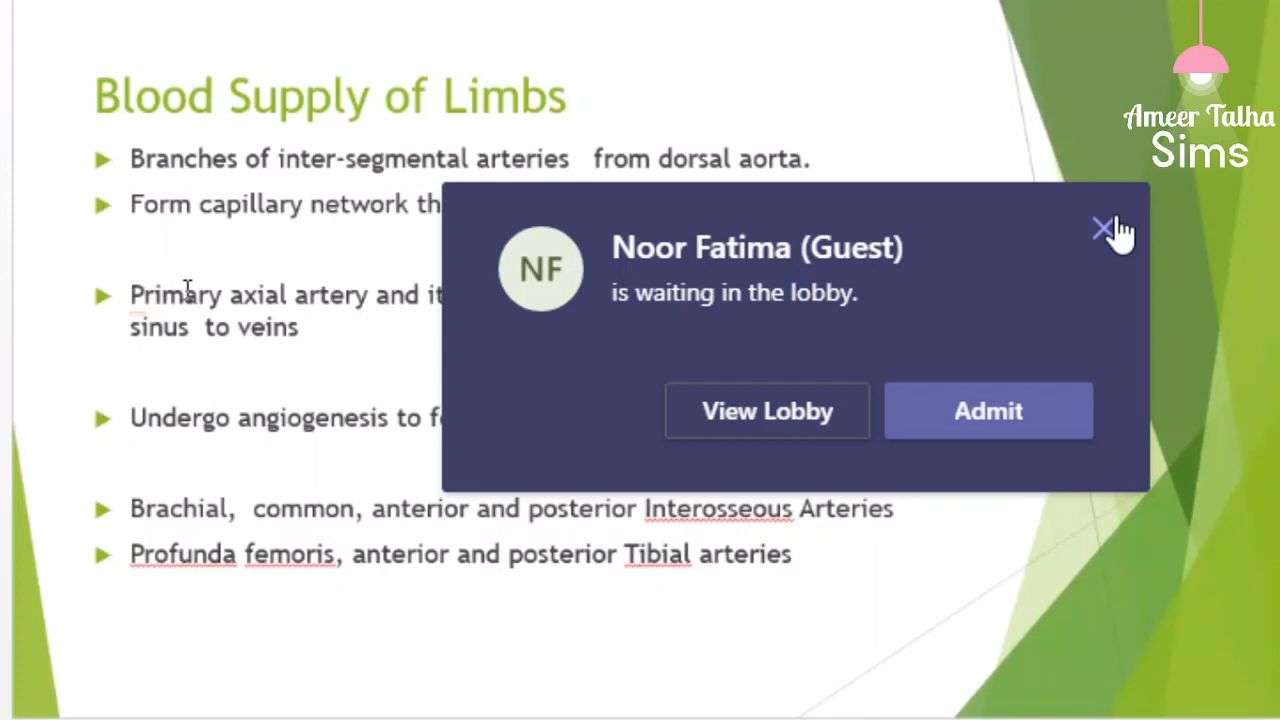 Blood Supply of Limbs
Branches of inter-segmental arteries from dorsal aorta.
Form capillary network
Primary axial artery and
sinus to veins
Undergo angiogenesis to
Brachial, common, anterior and posterior Interosseous Arteries
Profunda femoris, anterior and posterior Tibial arteries
NF
Noor Fatima (Guest)
is waiting in the lobby.
View Lobby
Admit
Ameer Talha
Sims